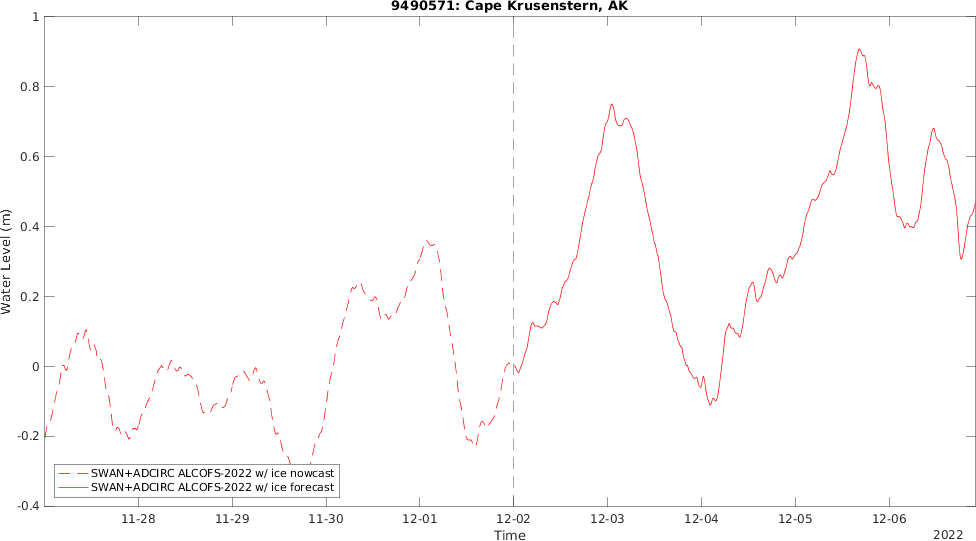 9490571: Cape Krusenstern, AK
1
0.8
0.6
0.4
0.2
0
-0.2
-0.4
Water Level (m)
SWAN+ADCIRC ALCOFS-2022 w/ ice nowcast
SWAN+ADCIRC ALCOFS-2022 w/ ice forecast
11-28 11-29 11-30 12-01 12-02 12-03 12-04 12-05 12-06
Time
2022